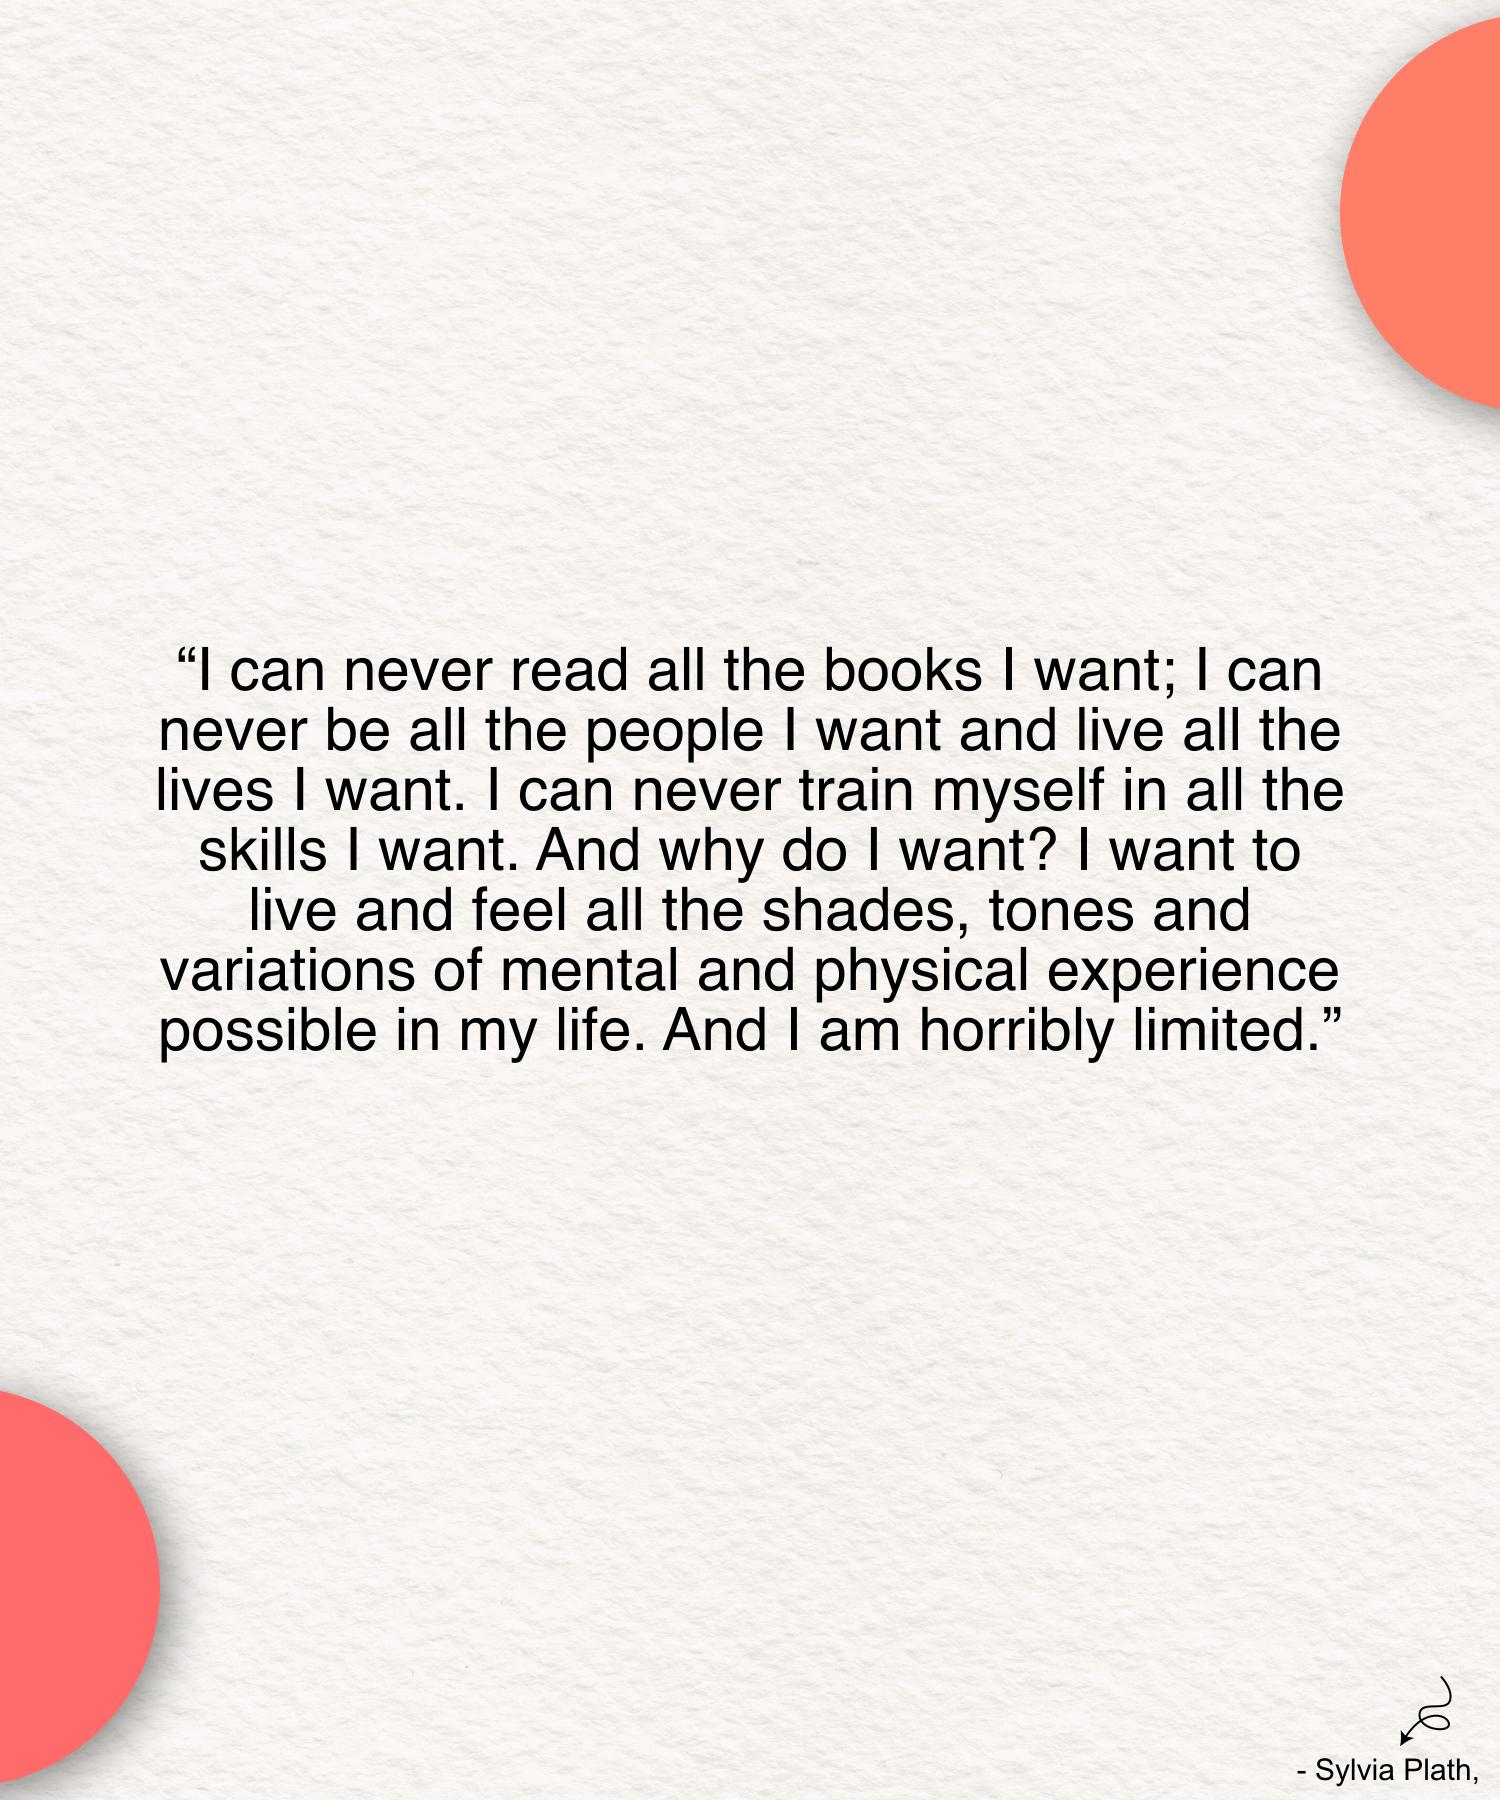 “I can never read all the books I want; I can
never be all the people I want and live all the
lives I want. I can never train myself in all the
skills I want. And why do I want? I want to
live and feel all the shades, tones and
variations of mental and physical experience
possible in my life. And I am horribly limited.”
- Sylvia Plath,